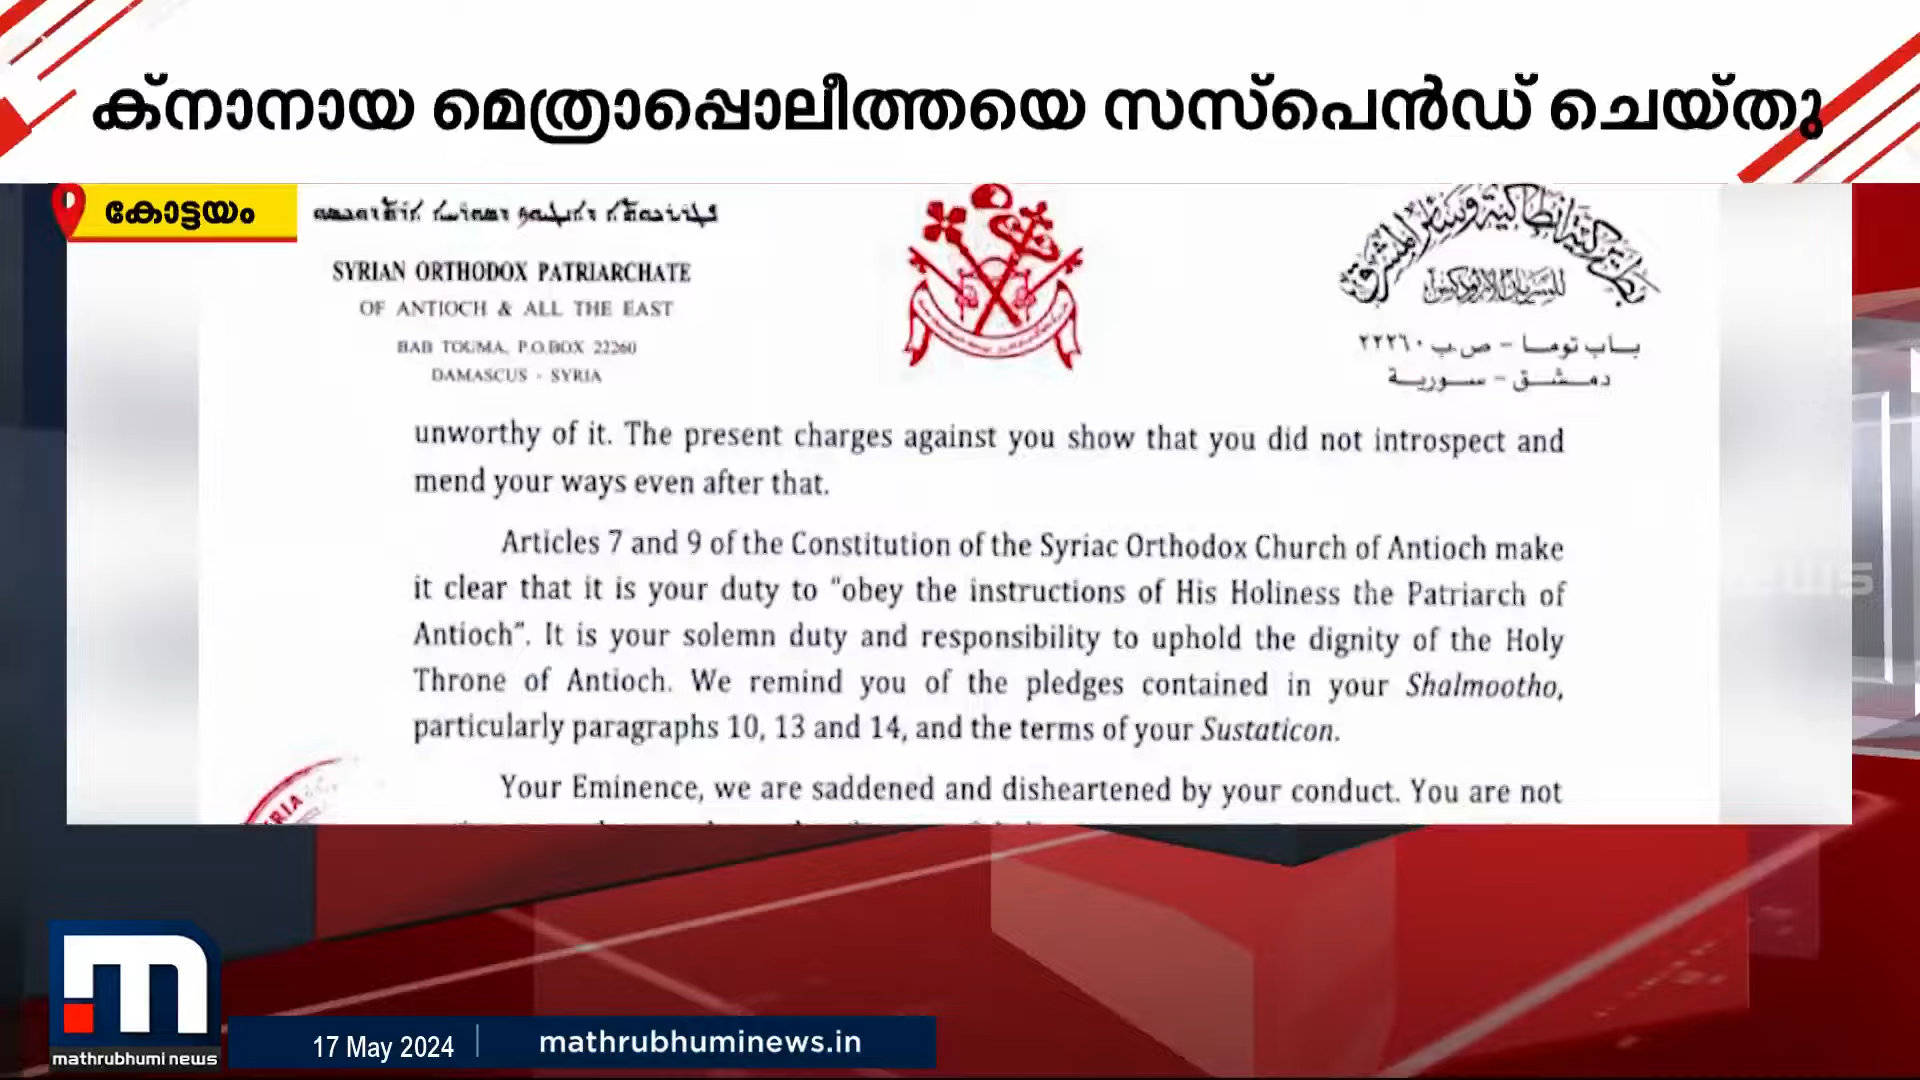 ക്നാനായ മെത്രാപ്പൊലീത്തയെ സസ്പെൻഡ് ചെയ്തു
കോട്ടയം
SYRIAN ORTHODOX PATRIARCHATE
OF ANTIOCH & ALL THE EAST
BAB TOUMA, P.O.BOX 22260
DAMASCUS - SYRIA
بطريركية انطاكية وسائر المشرق
للسريان الارثوذكس
باب توما - ص.ب ٢٢٢٦٠
دمشق - سورية
unworthy of it. The present charges against you show that you did not introspect and
mend your ways even after that.
Articles 7 and 9 of the Constitution of the Syriac Orthodox Church of Antioch make
it clear that it is your duty to “obey the instructions of His Holiness the Patriarch of
Antioch”. It is your solemn duty and responsibility to uphold the dignity of the Holy
Throne of Antioch. We remind you of the pledges contained in your Shalmootho,
particularly paragraphs 10, 13 and 14, and the terms of your Sustaticon.
Your Eminence, we are saddened and disheartened by your conduct. You are not
mathrubhumi news
17 May 2024
mathrubhuminews.in